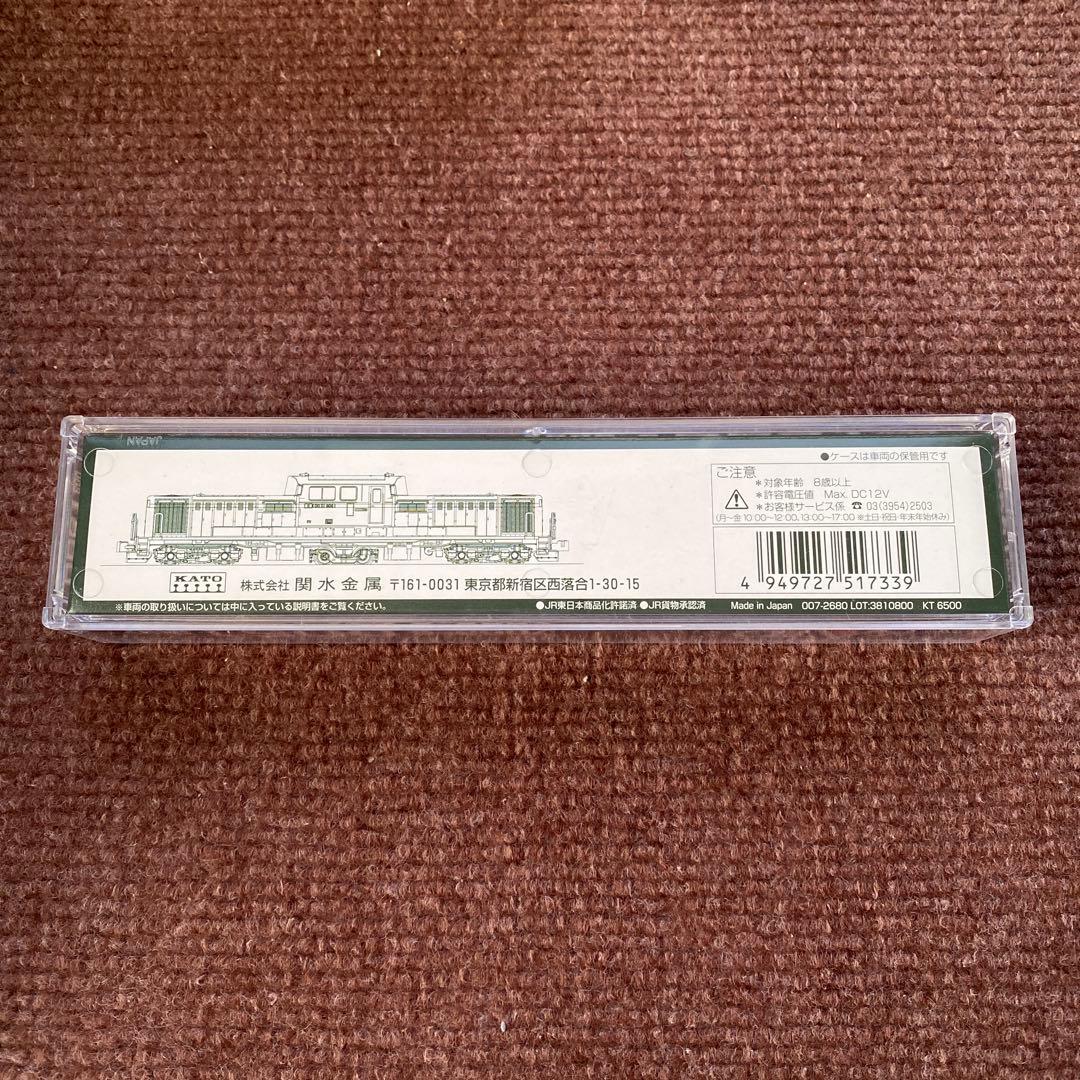 JAPAN
●ケースは車両の保管用です
ご注意
＊対象年齢 8歳以上
＊許容電圧値 Max. DC12V
＊お客様サービス係 ☎ 03(3954)2503
(月〜金 10:00〜12:00, 13:00〜17:00 ※土日・祝日・年末年始休み)
4 949727 517339
KATO
株式会社 関水金属 〒161-0031 東京都新宿区西落合1-30-15
※車両の取り扱いについては中に入っている説明書をご覧ください。
●JR東日本商品化許諾済 ●JR貨物承認済
Made in Japan 007-2680 LOT:3810800 KT 6500